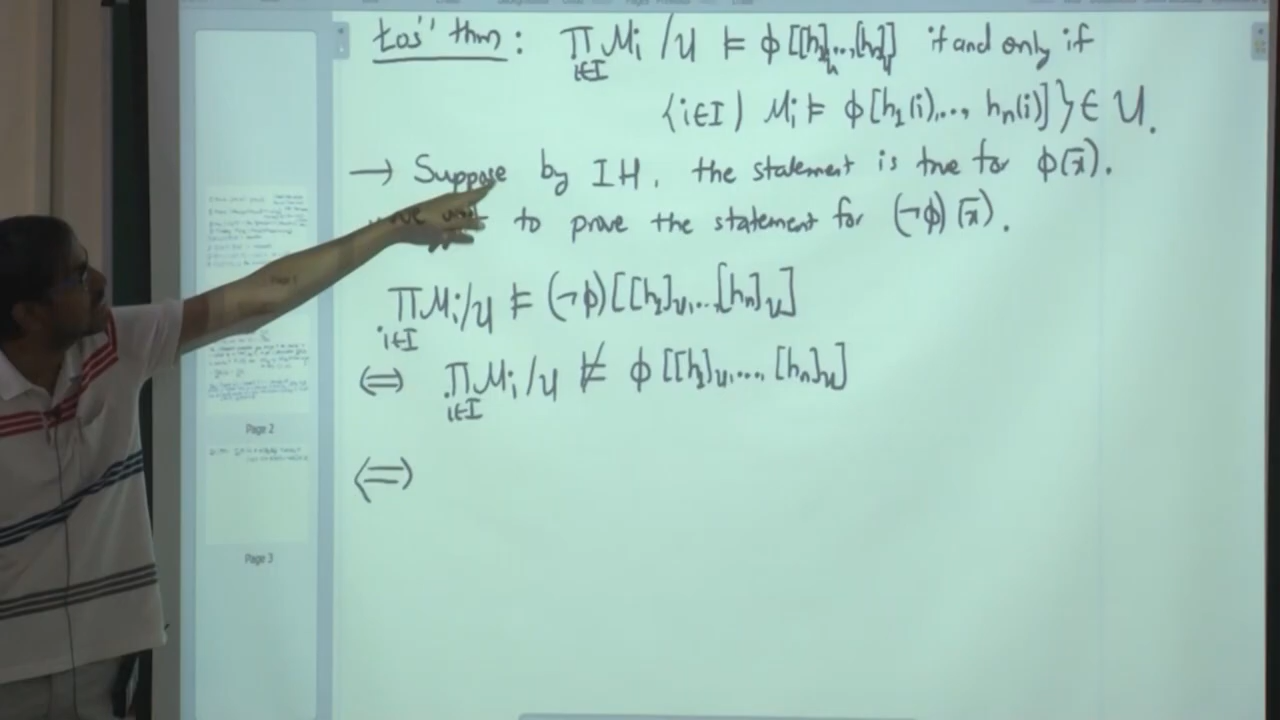 Łos' thm : ∏_{i∈I} M_i / U ⊨ φ [[h_1]_U,..,[h_n]_U] if and only if
{i∈I | M_i ⊨ φ[h_1(i),..., h_n(i)]} ∈ U.
→ Suppose by IH, the statement is true for φ(x̄).
to prove the statement for (¬φ)(x̄).
∏_{i∈I} M_i/U ⊨ (¬φ)[[h_1]_U,...[h_n]_U]
⇔ ∏_{i∈I} M_i/U ⊭ φ [[h_1]_U,..., [h_n]_U]
⇔
Page 2
Page 3